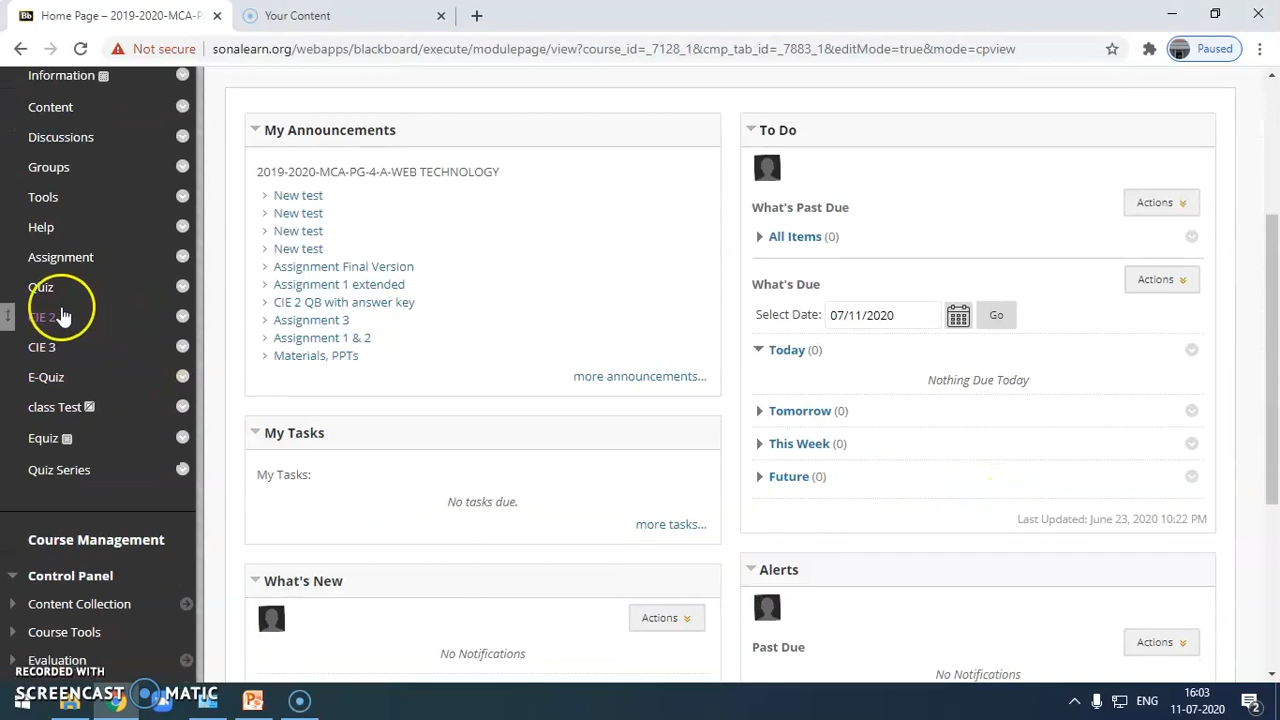 Bb Home Page – 2019-2020-MCA-P
Your Content
Not secure
sonalearn.org/webapps/blackboard/execute/modulepage/view?course_id=_7128_1&cmp_tab_id=_7883_1&editMode=true&mode=cpview
Paused
Information
Content
Discussions
Groups
Tools
Help
Assignment
Quiz
CIE 2
CIE 3
E-Quiz
class Test
Equiz
Quiz Series
Course Management
Control Panel
Content Collection
Course Tools
Evaluation
My Announcements
2019-2020-MCA-PG-4-A-WEB TECHNOLOGY
New test
New test
New test
New test
Assignment Final Version
Assignment 1 extended
CIE 2 QB with answer key
Assignment 3
Assignment 1 & 2
Materials, PPTs
more announcements...
My Tasks
My Tasks:
No tasks due.
more tasks...
What's New
Actions
No Notifications
To Do
Actions
What's Past Due
All Items (0)
Actions
What's Due
Select Date: 07/11/2020 Go
Today (0)
Nothing Due Today
Tomorrow (0)
This Week (0)
Future (0)
Last Updated: June 23, 2020 10:22 PM
Alerts
Actions
Past Due
No Notifications
RECORDED WITH
SCREENCAST MATIC
ENG
16:03
11-07-2020
2